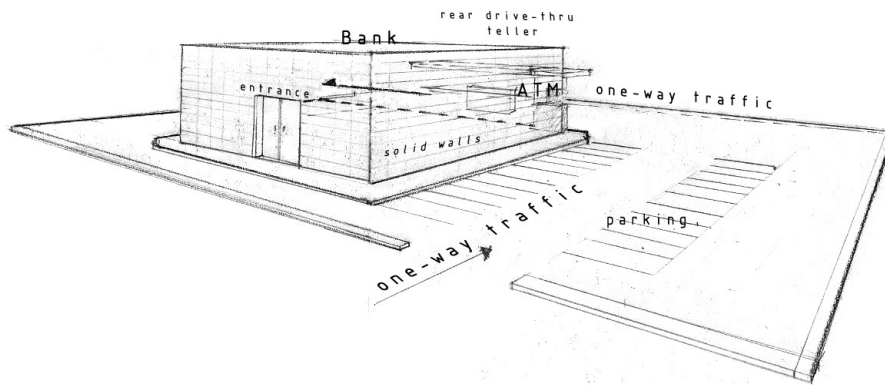 rear drive-thru
teller
Bank
entrance
ATM
one-way traffic
solid walls
one-way traffic
parking